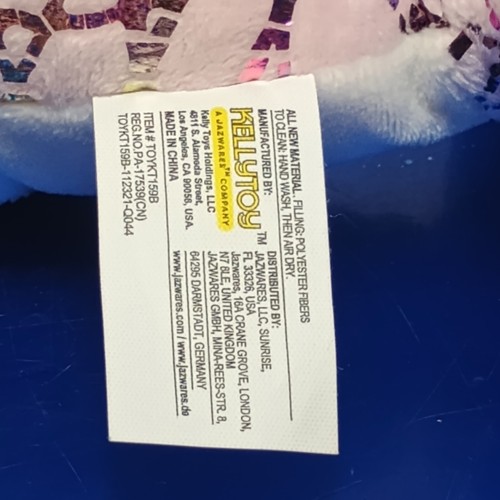 ALL NEW MATERIAL. FILLING: POLYESTER FIBERS
TO CLEAN: HAND WASH, THEN AIR DRY.
MANUFACTURED BY:
KELLYTOY™
A JAZWARES™ COMPANY
Kelly Toys Holdings, LLC
4811 S. Alameda Street,
Los Angeles, CA 90058, USA.
MADE IN CHINA
DISTRIBUTED BY:
JAZWARES, LLC, SUNRISE,
FL 33326, USA
Jazwares, 16A CRANE GROVE, LONDON,
N7 8LE, UNITED KINGDOM
JAZWARES GMBH, MINA-REES-STR. 8,
64295 DARMSTADT, GERMANY
www.jazwares.com / www.jazwares.de
ITEM# TOYKT159B
REG.NO.PA-17539(CN)
TOYKT159B-112321-Q044